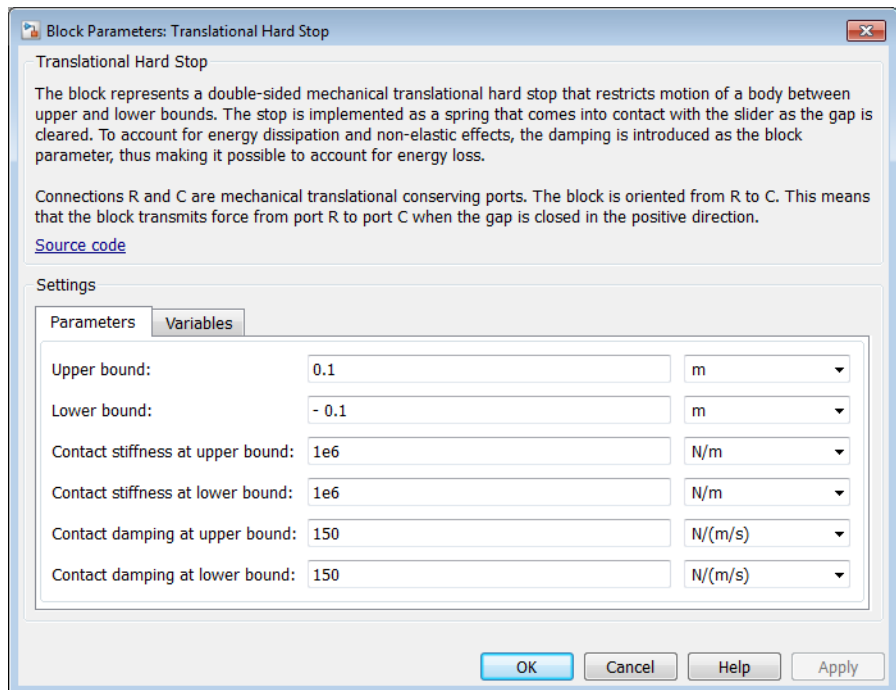 Block Parameters: Translational Hard Stop
Translational Hard Stop
The block represents a double-sided mechanical translational hard stop that restricts motion of a body between
upper and lower bounds. The stop is implemented as a spring that comes into contact with the slider as the gap is
cleared. To account for energy dissipation and non-elastic effects, the damping is introduced as the block
parameter, thus making it possible to account for energy loss.
Connections R and C are mechanical translational conserving ports. The block is oriented from R to C. This means
that the block transmits force from port R to port C when the gap is closed in the positive direction.
Source code
Settings
Parameters Variables
Upper bound: 0.1 m
Lower bound: - 0.1 m
Contact stiffness at upper bound: 1e6 N/m
Contact stiffness at lower bound: 1e6 N/m
Contact damping at upper bound: 150 N/(m/s)
Contact damping at lower bound: 150 N/(m/s)
OK Cancel Help Apply